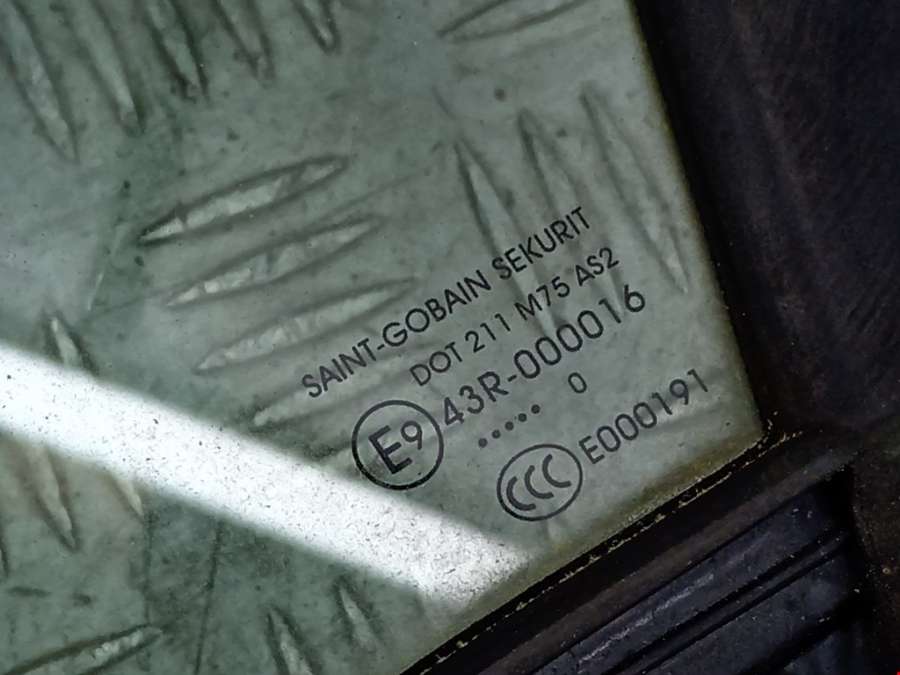 SAINT-GOBAIN SEKURIT
DOT 211 M75 AS2
E9 43R-000016
····· 0
CCC E000191